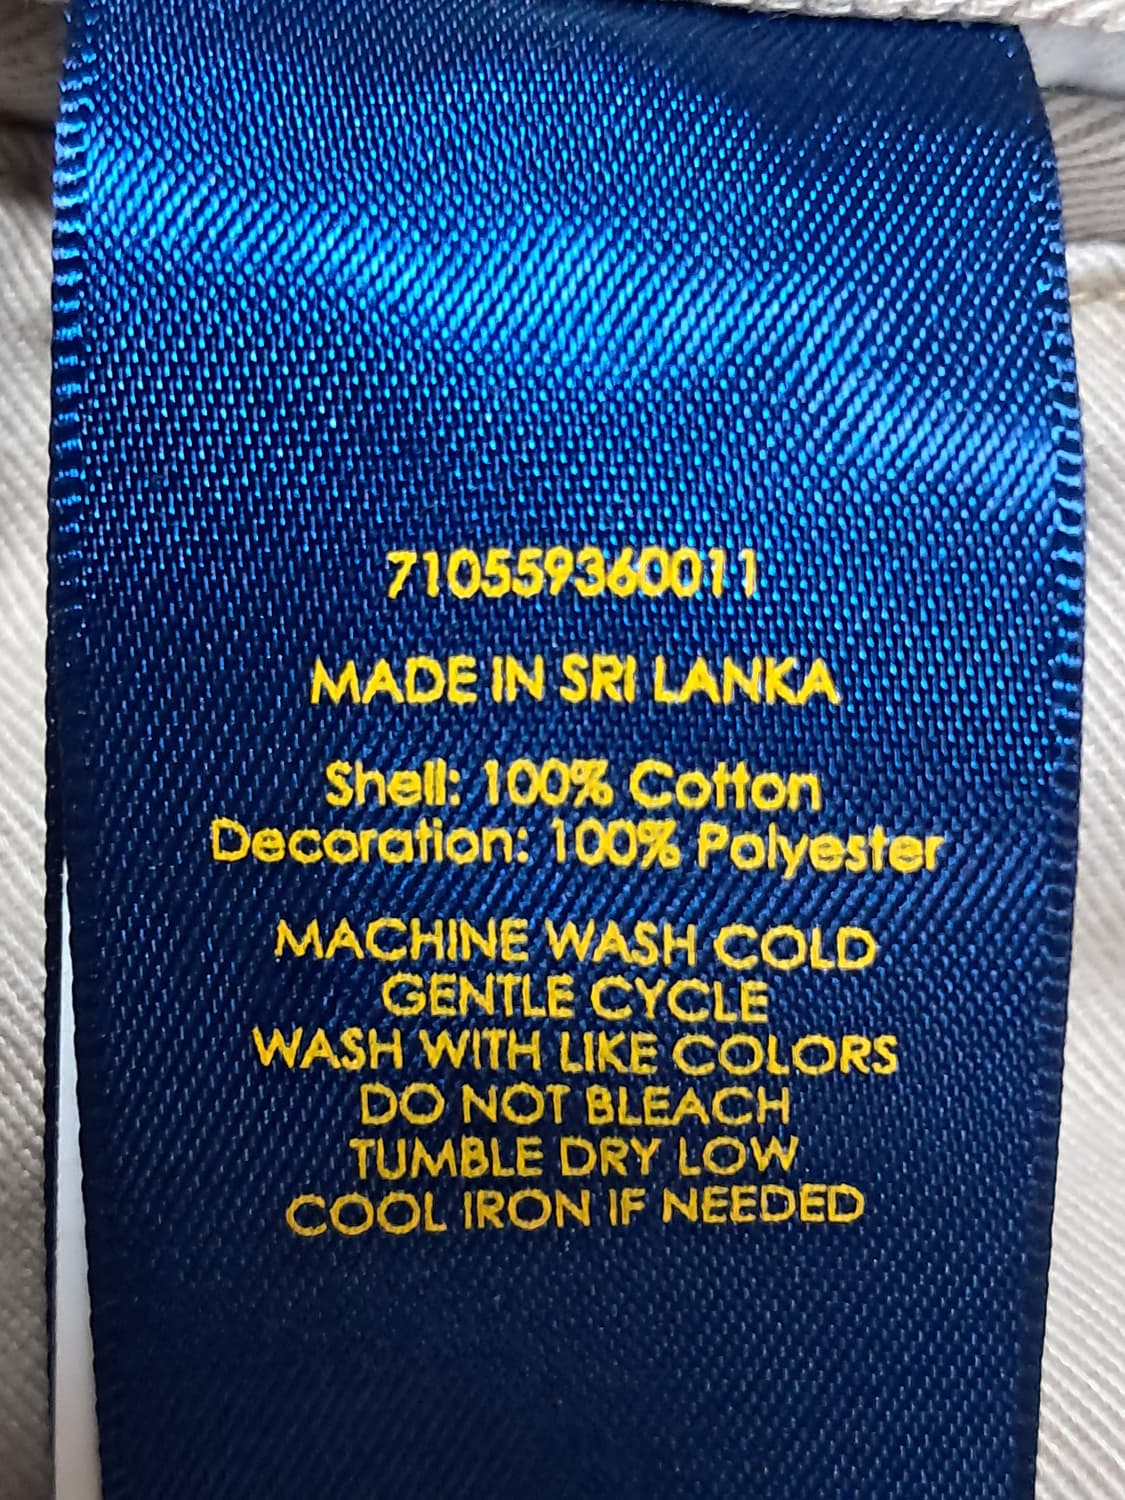 710559360011
MADE IN SRI LANKA
Shell: 100% Cotton
Decoration: 100% Polyester
MACHINE WASH COLD
GENTLE CYCLE
WASH WITH LIKE COLORS
DO NOT BLEACH
TUMBLE DRY LOW
COOL IRON IF NEEDED